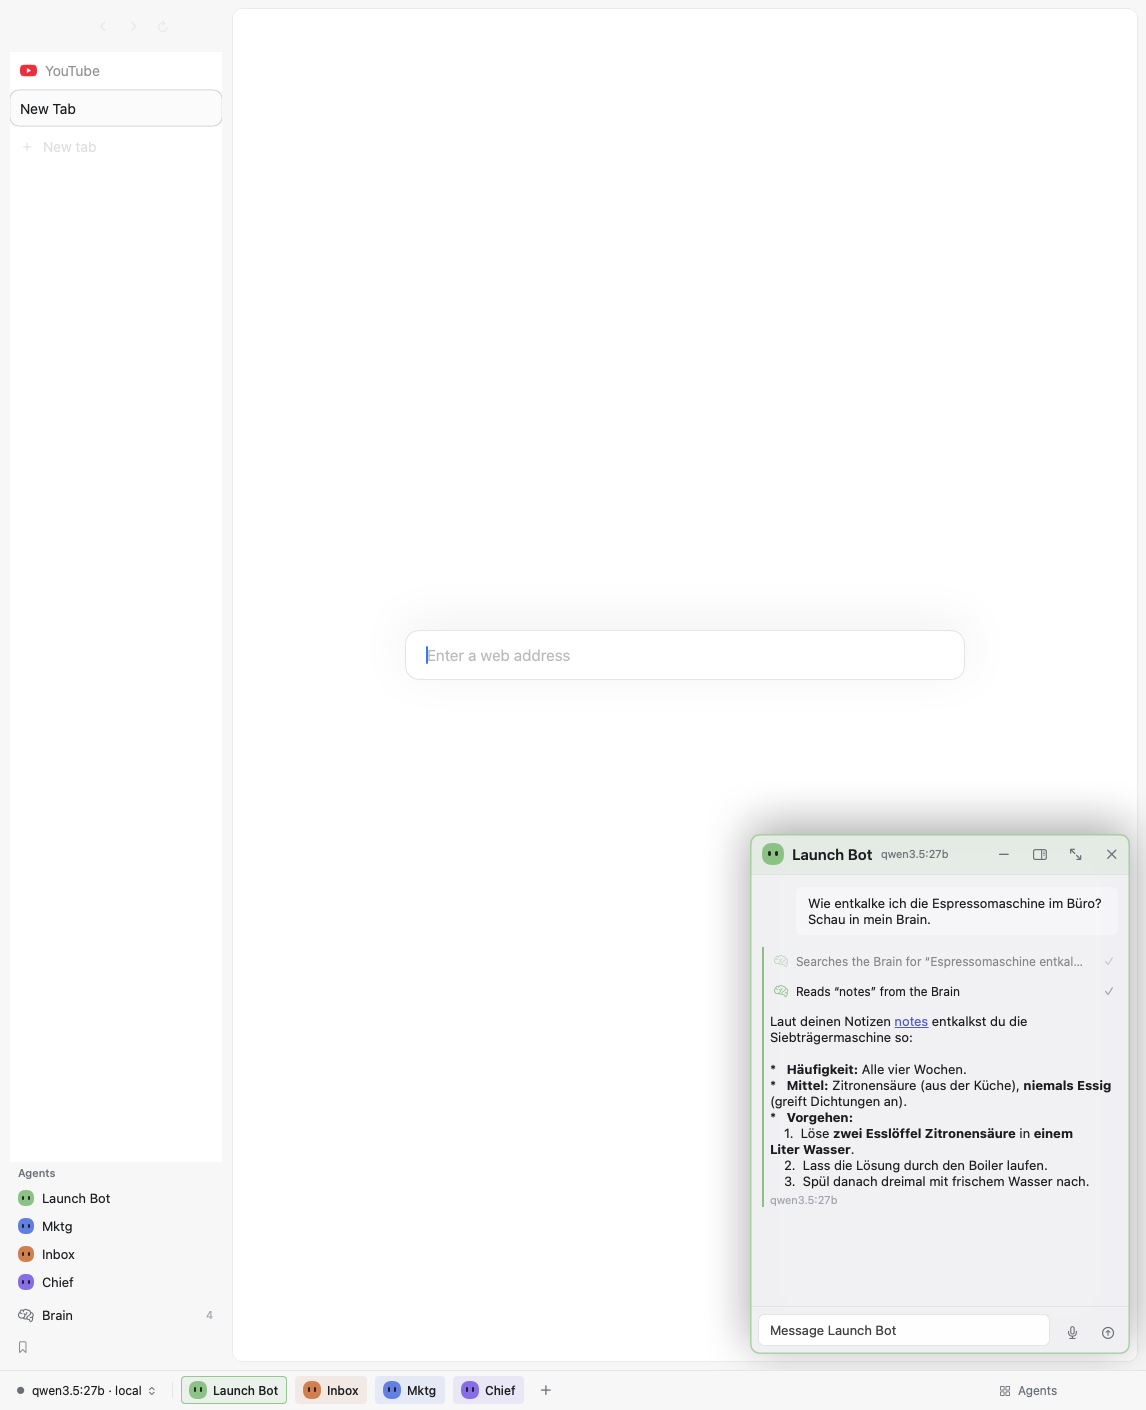 YouTube
New Tab
+ New tab
Enter a web address
Launch Bot qwen3.5:27b
Wie entkalke ich die Espressomaschine im Büro?
Schau in mein Brain.
Searches the Brain for “Espressomaschine entkal...
Reads “notes” from the Brain
Laut deinen Notizen notes entkalkst du die
Siebträgermaschine so:
* Häufigkeit: Alle vier Wochen.
* Mittel: Zitronensäure (aus der Küche), niemals Essig
(greift Dichtungen an).
* Vorgehen:
1. Löse zwei Esslöffel Zitronensäure in einem
Liter Wasser.
2. Lass die Lösung durch den Boiler laufen.
3. Spül danach dreimal mit frischem Wasser nach.
qwen3.5:27b
Message Launch Bot
Agents
Launch Bot
Mktg
Inbox
Chief
Brain 4
qwen3.5:27b · local Launch Bot Inbox Mktg Chief + Agents